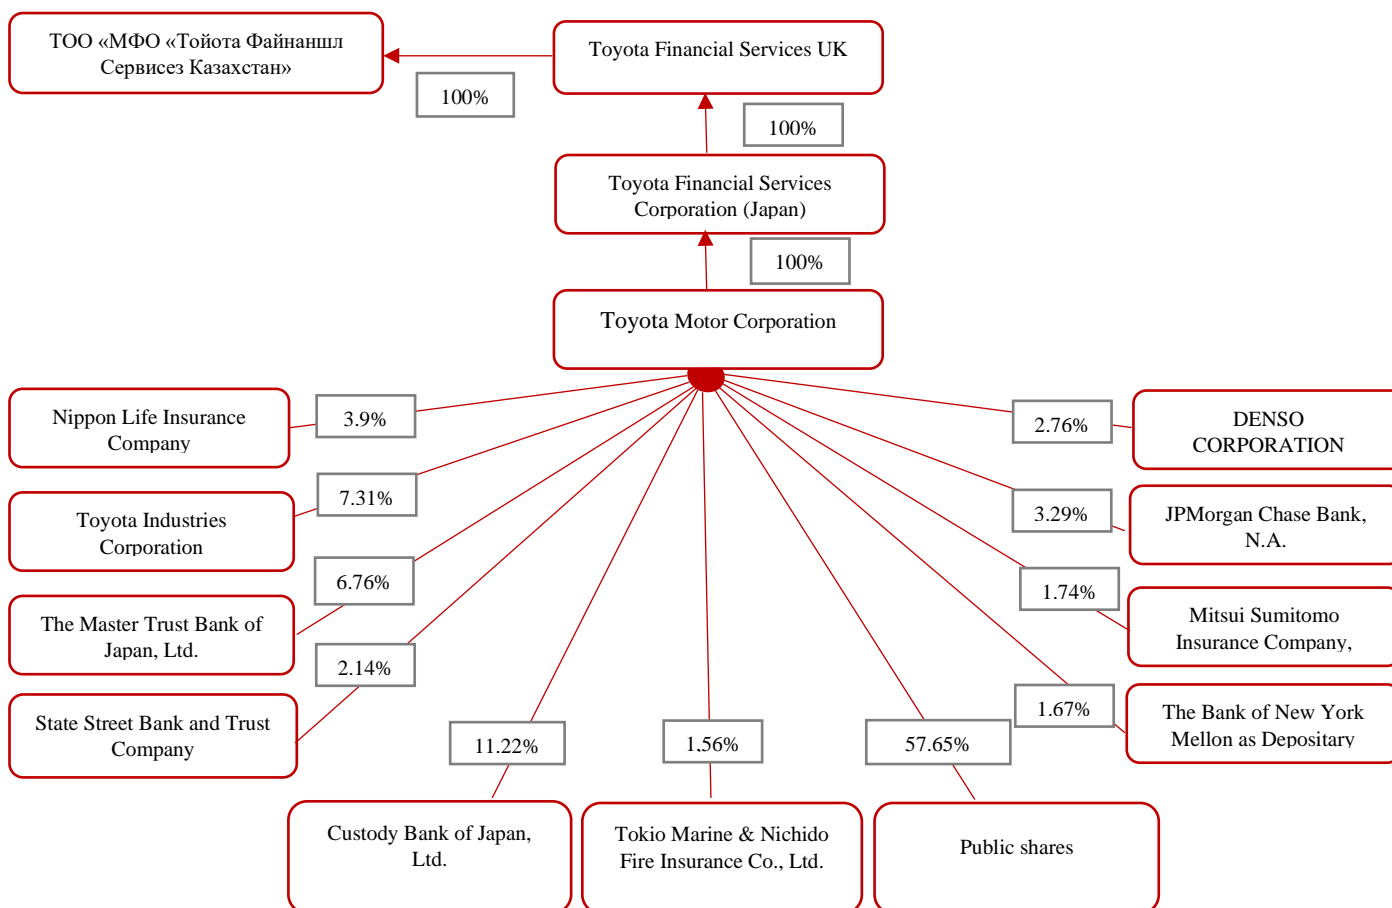 ТОО «МФО «Тойота Файнаншл
Сервисез Казахстан»
Toyota Financial Services UK
100%
100%
Toyota Financial Services
Corporation (Japan)
100%
Toyota Motor Corporation
Nippon Life Insurance
Company
3.9%
2.76%
DENSO
CORPORATION
Toyota Industries
Corporation
7.31%
3.29%
JPMorgan Chase Bank,
N.A.
The Master Trust Bank of
Japan, Ltd.
6.76%
1.74%
Mitsui Sumitomo
Insurance Company,
State Street Bank and Trust
Company
2.14%
1.67%
The Bank of New York
Mellon as Depositary
11.22%
1.56%
57.65%
Custody Bank of Japan,
Ltd.
Tokio Marine & Nichido
Fire Insurance Co., Ltd.
Public shares